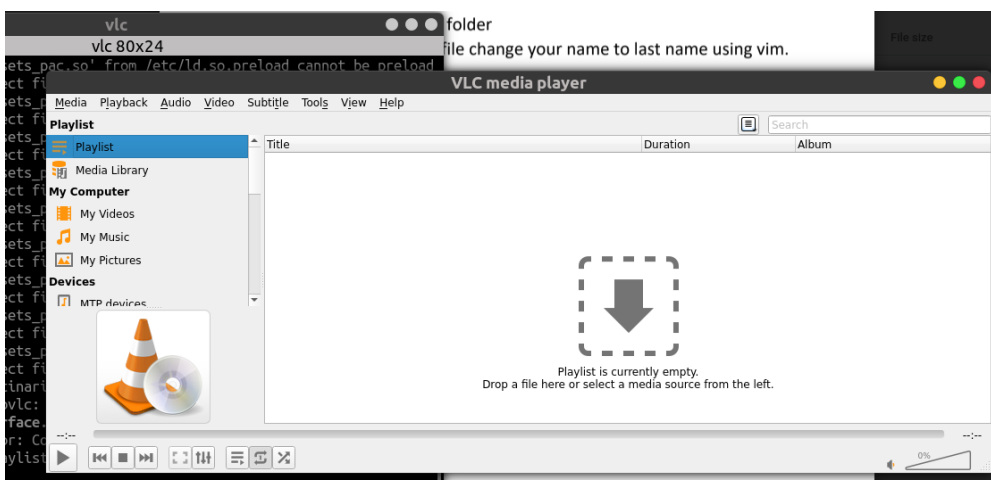 vlc
folder
vlc 80x24
file change your name to last name using vim.
File size
sets_pac.so' from /etc/ld.so.preload cannot be preload
VLC media player
Media Playback Audio Video Subtitle Tools View Help
Playlist
Search
Playlist
Title Duration Album
Media Library
My Computer
My Videos
My Music
My Pictures
Devices
MTP devices
Playlist is currently empty.
Drop a file here or select a media source from the left.
--:-- --:--
0%